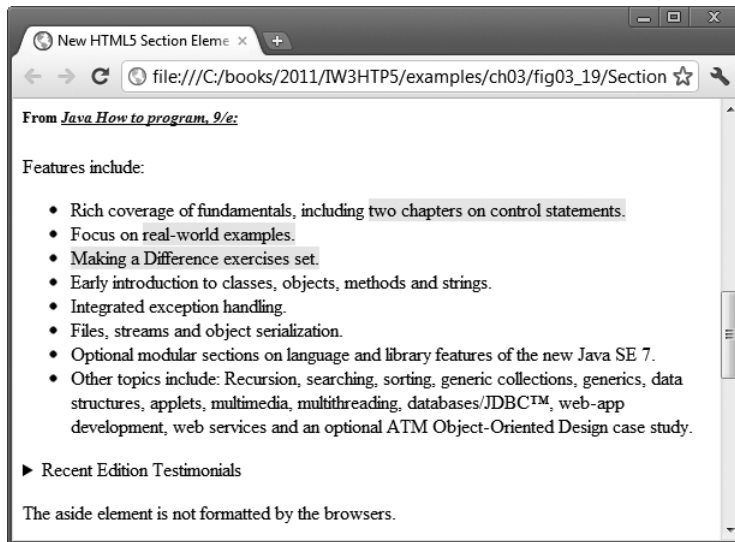 New HTML5 Section Eleme
file:///C:/books/2011/IW3HTP5/examples/ch03/fig03_19/Section
From Java How to program, 9/e:
Features include:
• Rich coverage of fundamentals, including two chapters on control statements.
• Focus on real-world examples.
• Making a Difference exercises set.
• Early introduction to classes, objects, methods and strings.
• Integrated exception handling.
• Files, streams and object serialization.
• Optional modular sections on language and library features of the new Java SE 7.
• Other topics include: Recursion, searching, sorting, generic collections, generics, data
structures, applets, multimedia, multithreading, databases/JDBC™, web-app
development, web services and an optional ATM Object-Oriented Design case study.
▶ Recent Edition Testimonials
The aside element is not formatted by the browsers.